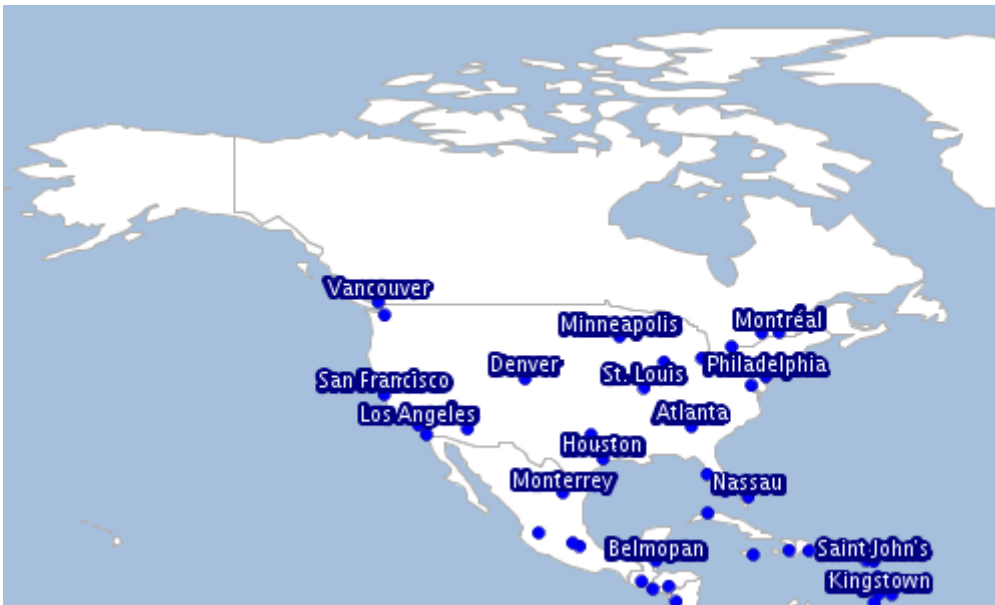 Vancouver
Minneapolis
Montréal
Denver
St. Louis
Philadelphia
San Francisco
Los Angeles
Atlanta
Houston
Monterrey
Nassau
Belmopan
Saint John's
Kingstown